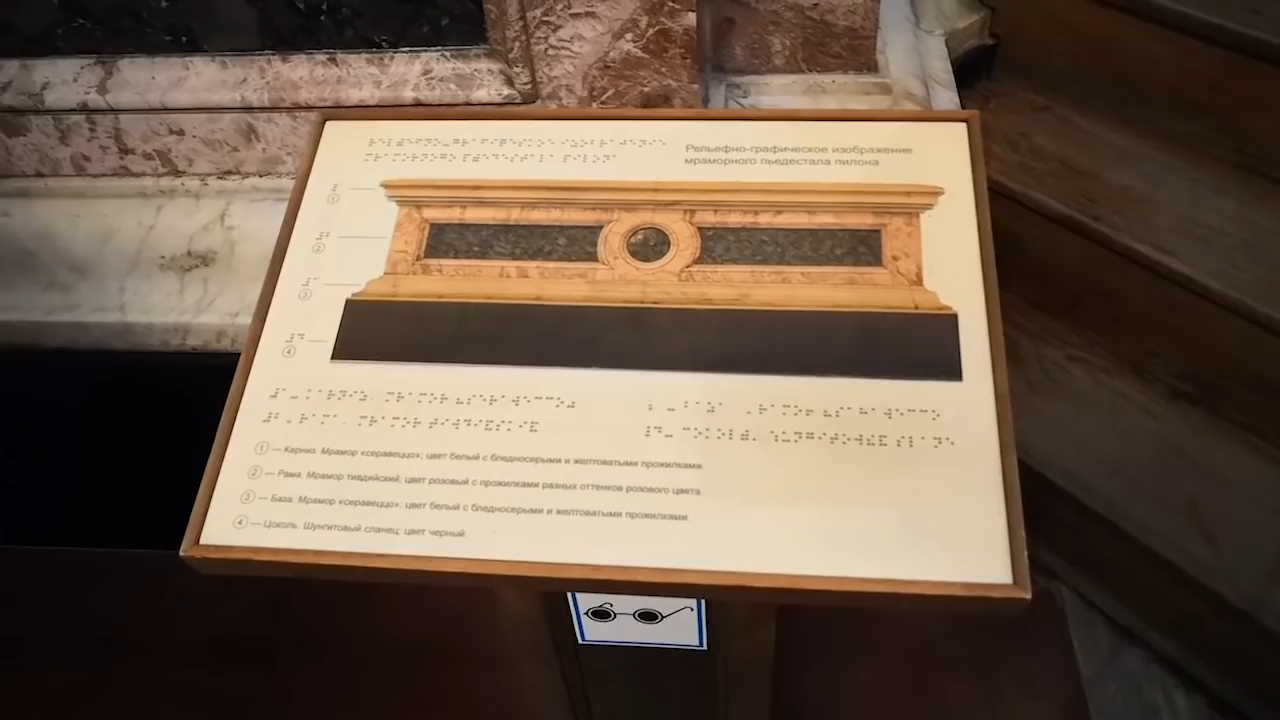 Рельефно-графическое изображение
мраморного пьедестала пилона
1
2
3
4
1 — Карниз. Мрамор «серавеццо»; цвет белый с бледносерыми и желтоватыми прожилками.
2 — Рама. Мрамор тивдийский; цвет розовый с прожилками разных оттенков розового цвета.
3 — База. Мрамор «серавеццо»; цвет белый с бледносерыми и желтоватыми прожилками.
4 — Цоколь. Шунгитовый сланец; цвет черный.